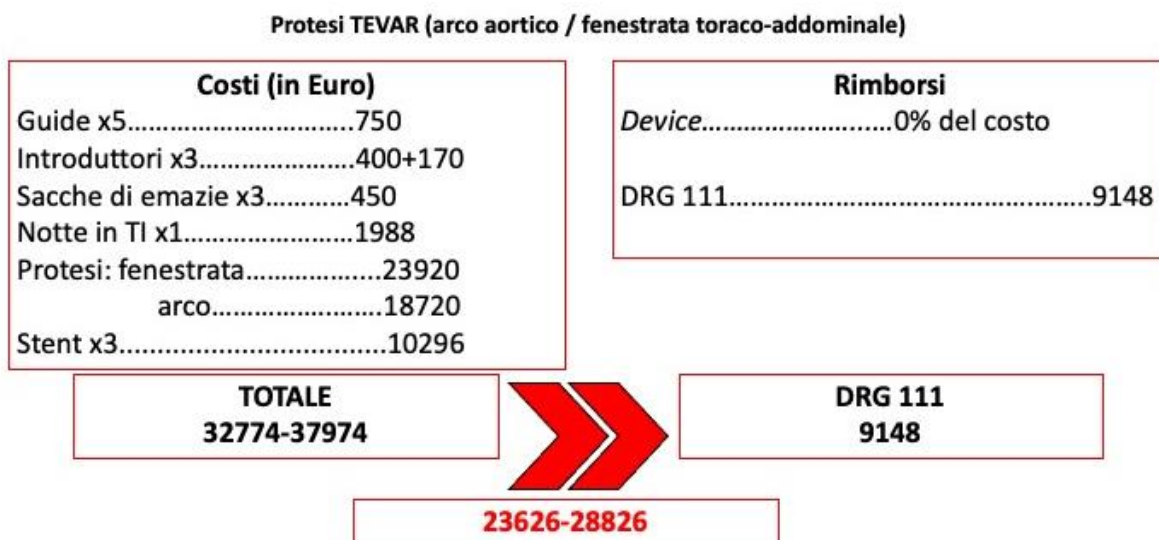 Protesi TEVAR (arco aortico / fenestrata toraco-addominale)
Costi (in Euro)
Guide x5……………………………..750
Introduttori x3………………….400+170
Sacche di emazie x3…………450
Notte in TI x1……………………1988
Protesi: fenestrata……………....23920
arco………………..……18720
Stent x3....................................10296
Rimborsi
Device…………………...……0% del costo
DRG 111……………………………………….…..9148
TOTALE
32774-37974
DRG 111
9148
23626-28826